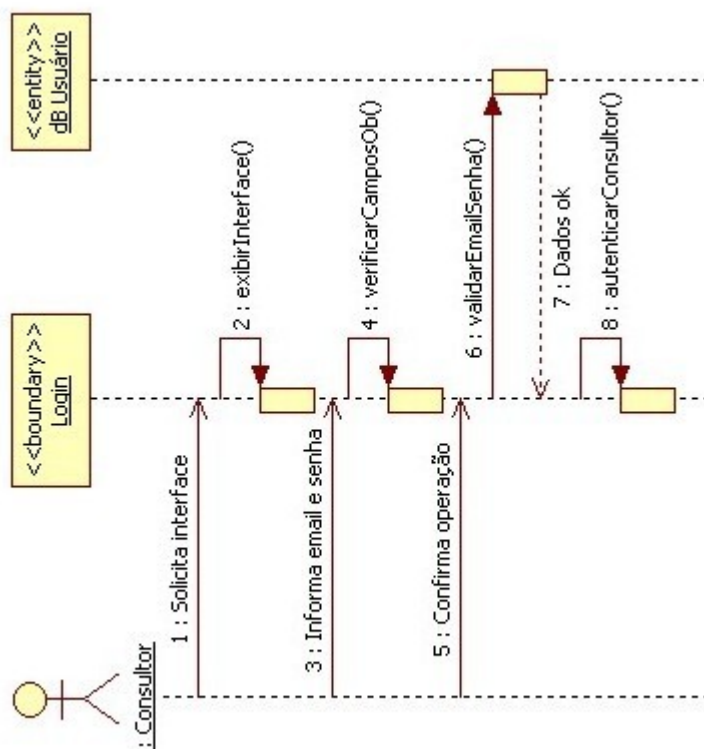 : Consultor
<<boundary>>
Login
<<entity>>
dB Usuário
1 : Solicita interface
2 : exibirInterface()
3 : Informa email e senha
4 : verificarCamposOb()
5 : Confirma operação
6 : validarEmailSenha()
7 : Dados ok
8 : autenticarConsultor()